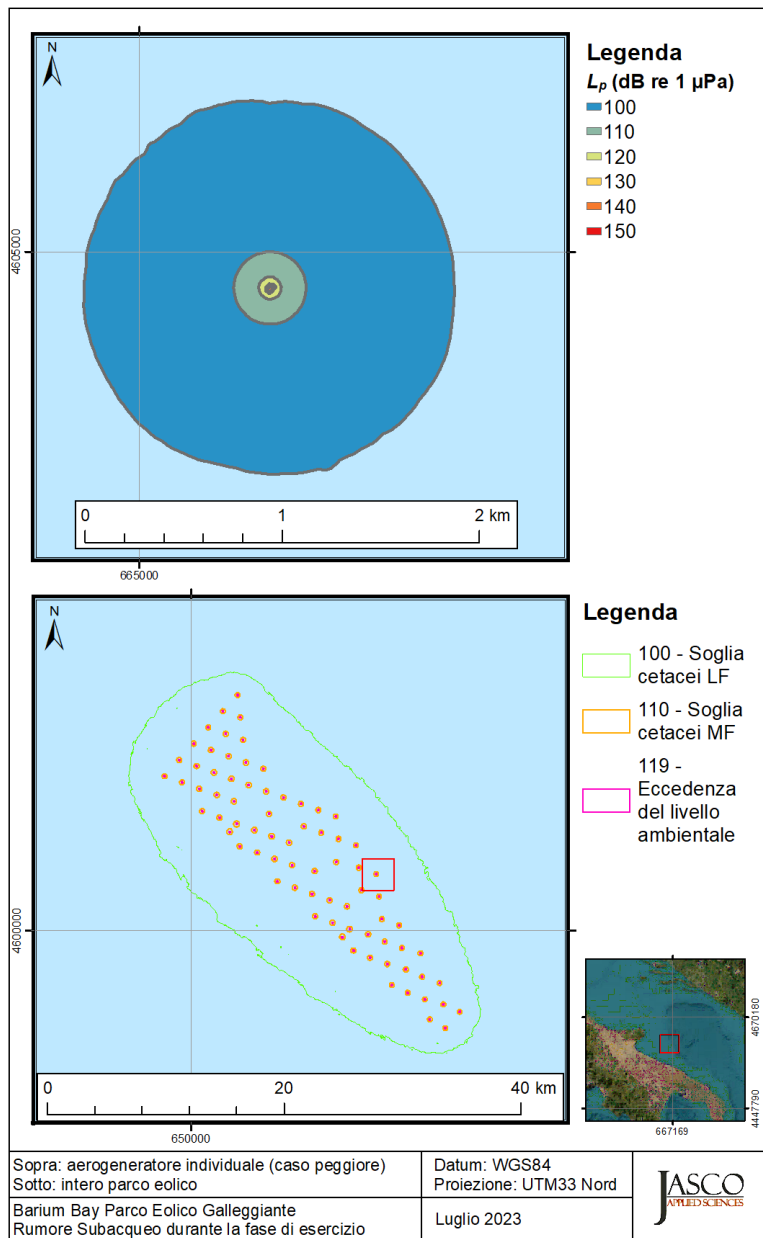 N
Legenda
Lp (dB re 1 µPa)
100
110
120
130
140
150
4605000
0 1 2 km
665000
N
Legenda
100 - Soglia
cetacei LF
110 - Soglia
cetacei MF
119 -
Eccedenza
del livello
ambientale
4600000
0 20 40 km
650000
4670180
4447790
667169
Sopra: aerogeneratore individuale (caso peggiore)
Sotto: intero parco eolico
Datum: WGS84
Proiezione: UTM33 Nord
Barium Bay Parco Eolico Galleggiante
Rumore Subacqueo durante la fase di esercizio
Luglio 2023
JASCO
APPLIED SCIENCES